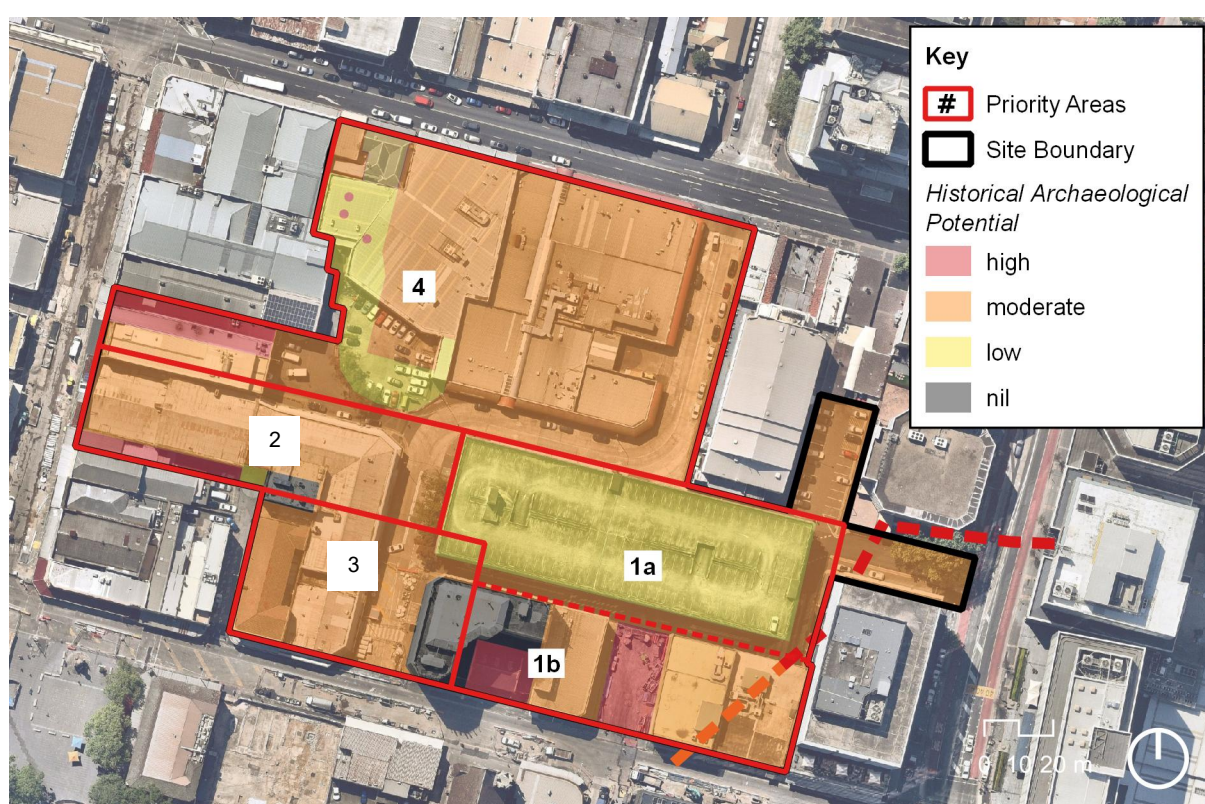 Key
# Priority Areas
Site Boundary
Historical Archaeological
Potential
high
moderate
low
nil
4
2
3
1a
1b
0 10 20 m